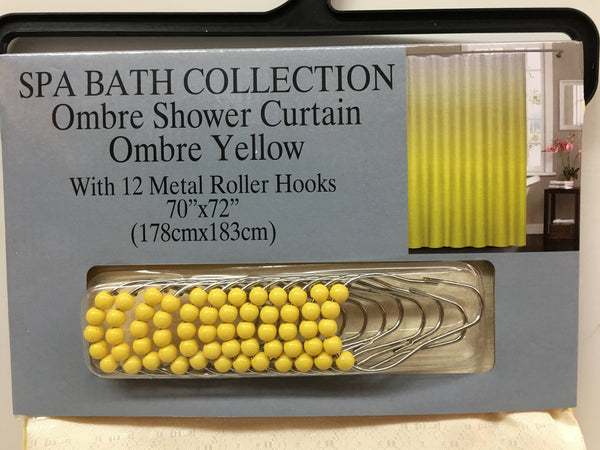 SPA BATH COLLECTION
Ombre Shower Curtain
Ombre Yellow
With 12 Metal Roller Hooks
70”x72”
(178cmx183cm)